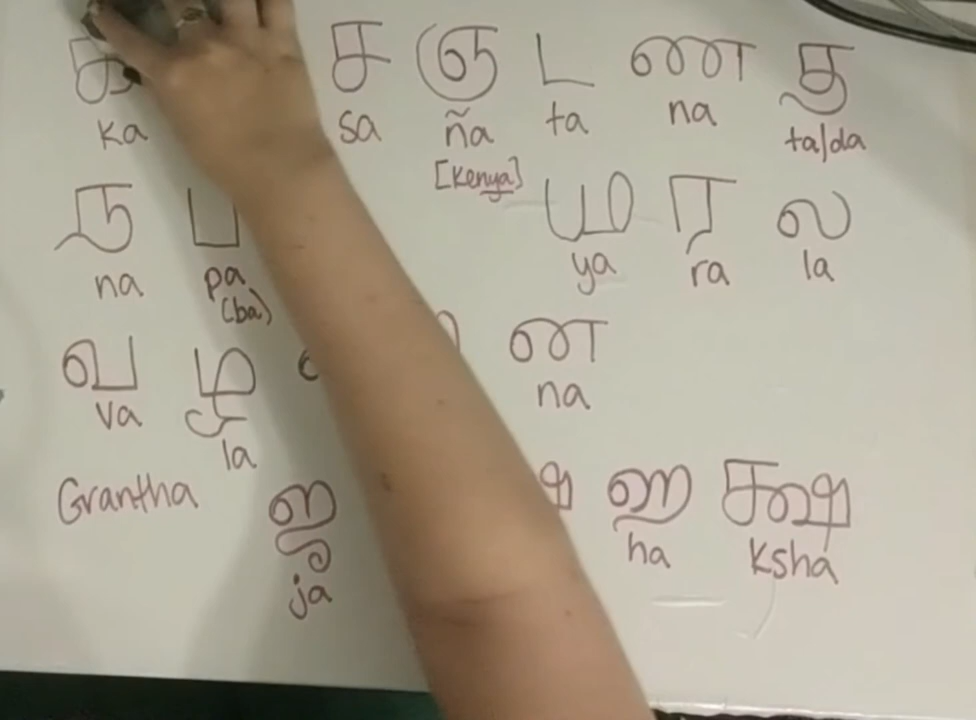 க ச ஞ ட ண த
ka sa ña ta na ta/da
[Kenya]
ந ப ய ர ல
na pa ya ra la
(ba)
வ ழ ன
va la na
Grantha ஜ ஹ க்ஷ
ja ha ksha